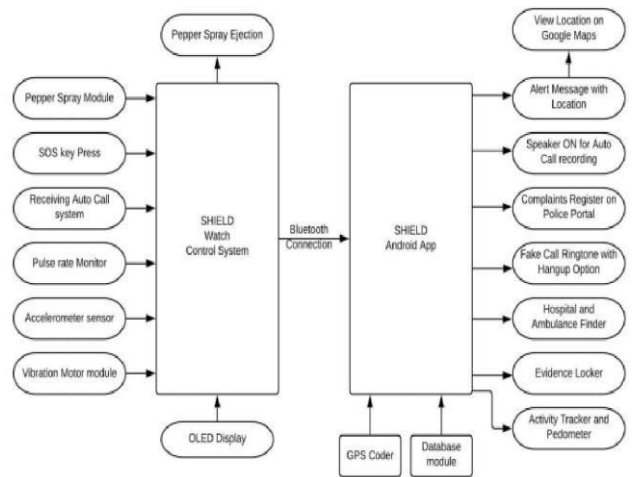 Pepper Spray Ejection
View Location on
Google Maps
Pepper Spray Module
SOS key Press
Receiving Auto Call
system
Pulse rate Monitor
Accelerometer sensor
Vibration Motor module
SHIELD
Watch
Control System
OLED Display
Bluetooth
Connection
SHIELD
Android App
GPS Coder
Database
module
Alert Message with
Location
Speaker ON for Auto
Call recording
Complaints Register on
Police Portal
Fake Call Ringtone with
Hangup Option
Hospital and
Ambulance Finder
Evidence Locker
Activity Tracker and
Pedometer